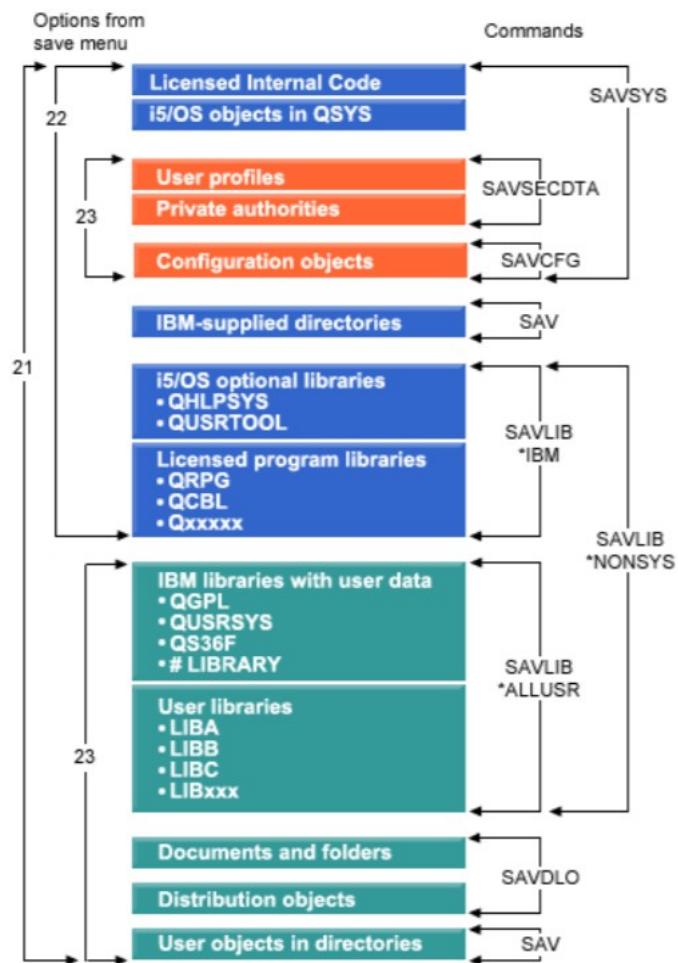 Options from
save menu
Commands
Licensed Internal Code
i5/OS objects in QSYS
SAVSYS
22
User profiles
Private authorities
SAVSECDTA
23
Configuration objects
SAVCFG
IBM-supplied directories
SAV
21
i5/OS optional libraries
• QHLPSYS
• QUSRTOOL
Licensed program libraries
• QRPG
• QCBL
• Qxxxxx
SAVLIB
*IBM
SAVLIB
*NONSYS
IBM libraries with user data
• QGPL
• QUSRSYS
• QS36F
• # LIBRARY
User libraries
• LIBA
• LIBB
• LIBC
• LIBxxx
SAVLIB
*ALLUSR
23
Documents and folders
Distribution objects
SAVDLO
User objects in directories
SAV